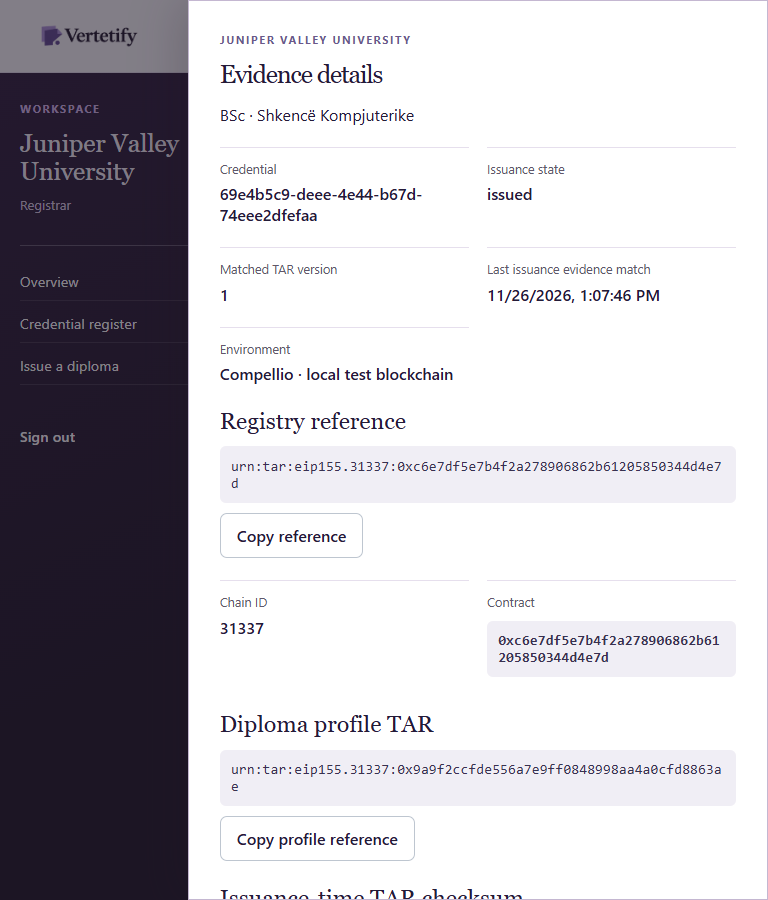 Vertetify
WORKSPACE
Juniper Valley
University
Registrar
Overview
Credential register
Issue a diploma
Sign out
JUNIPER VALLEY UNIVERSITY
Evidence details
BSc · Shkencë Kompjuterike
Credential
69e4b5c9-deee-4e44-b67d-
74eee2dfefaa
Issuance state
issued
Matched TAR version
1
Last issuance evidence match
11/26/2026, 1:07:46 PM
Environment
Compellio · local test blockchain
Registry reference
urn:tar:eip155.31337:0xc6e7df5e7b4f2a278906862b61205850344d4e7
d
Copy reference
Chain ID
31337
Contract
0xc6e7df5e7b4f2a278906862b61
205850344d4e7d
Diploma profile TAR
urn:tar:eip155.31337:0x9a9f2ccfde556a7e9ff0848998aa4a0cfd8863a
e
Copy profile reference
Issuance-time TAR checksum